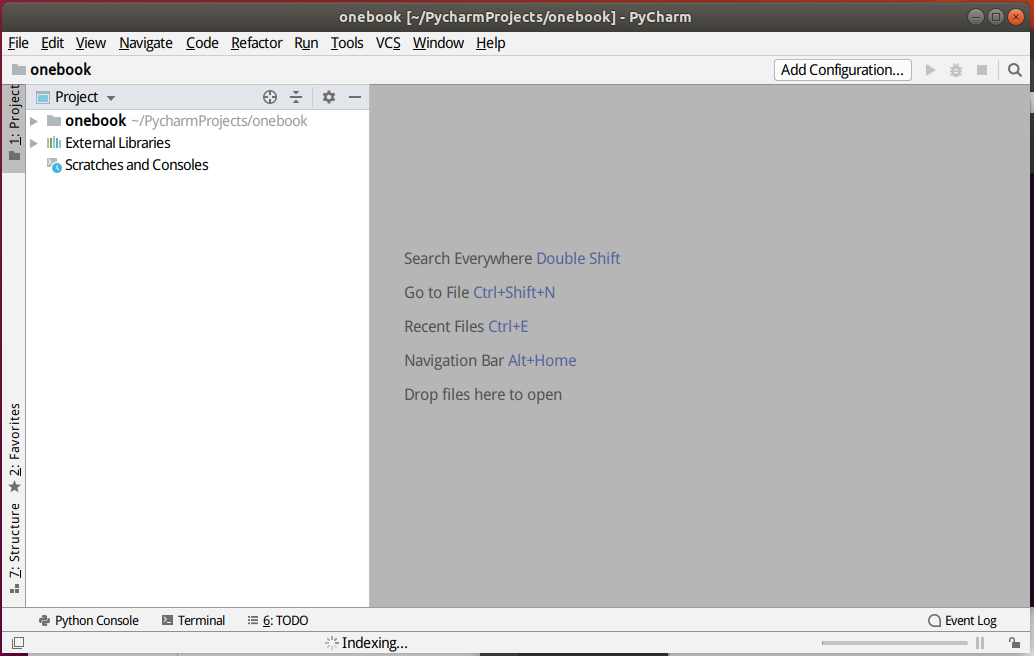 onebook [~/PycharmProjects/onebook] - PyCharm
File Edit View Navigate Code Refactor Run Tools VCS Window Help
onebook
Add Configuration...
1: Project
Project
onebook ~/PycharmProjects/onebook
External Libraries
Scratches and Consoles
Search Everywhere Double Shift
Go to File Ctrl+Shift+N
Recent Files Ctrl+E
Navigation Bar Alt+Home
Drop files here to open
2: Favorites
7: Structure
Python Console Terminal 6: TODO Event Log
Indexing...